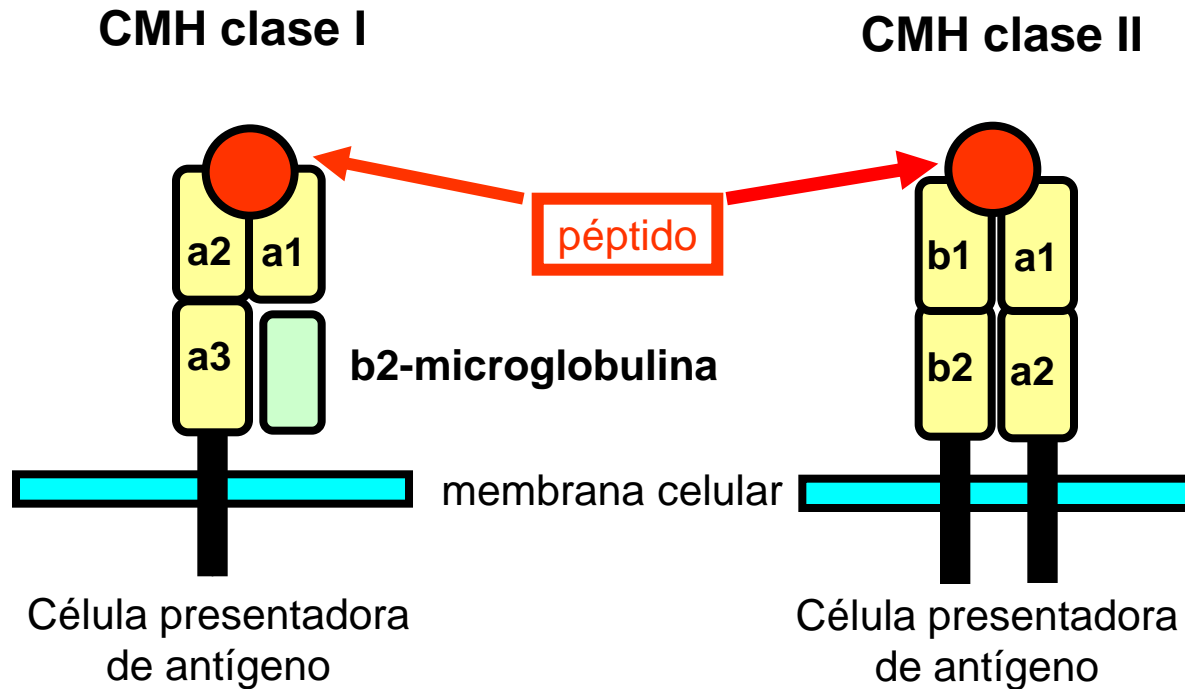 CMH clase I
CMH clase II
péptido
a2
a1
b1
a1
a3
b2-microglobulina
b2
a2
membrana celular
Célula presentadora
de antígeno
Célula presentadora
de antígeno